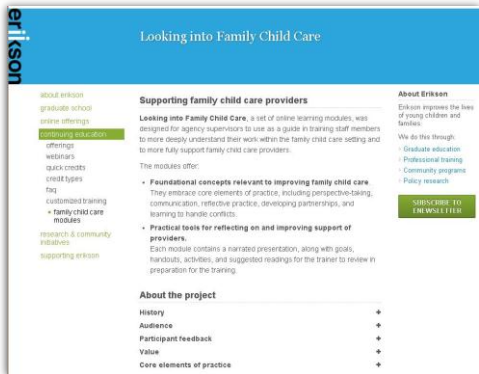 erikson
Looking into Family Child Care
about erikson
graduate school
online offerings
continuing education
offerings
webinars
quick credits
credit types
faq
customized training
family child care
modules
research & community
initiatives
supporting erikson
Supporting family child care providers
Looking into Family Child Care, a set of online learning modules, was
designed for agency supervisors to use as a guide in training staff members
to more deeply understand their work within the family child care setting and
to more fully support family child care providers.
The modules offer:
• Foundational concepts relevant to improving family child care.
They embrace core elements of practice, including perspective-taking,
communication, reflective practice, developing partnerships, and
learning to handle conflicts.
• Practical tools for reflecting on and improving support of
providers.
Each module contains a narrated presentation, along with goals,
handouts, activities, and suggested readings for the trainer to review in
preparation for the training.
About the project
History +
Audience +
Participant feedback +
Value +
Core elements of practice +
About Erikson
Erikson improves the lives
of young children and
families.
We do this through:
Graduate education
Professional training
Community programs
Policy research
SUBSCRIBE TO
ENEWSLETTER